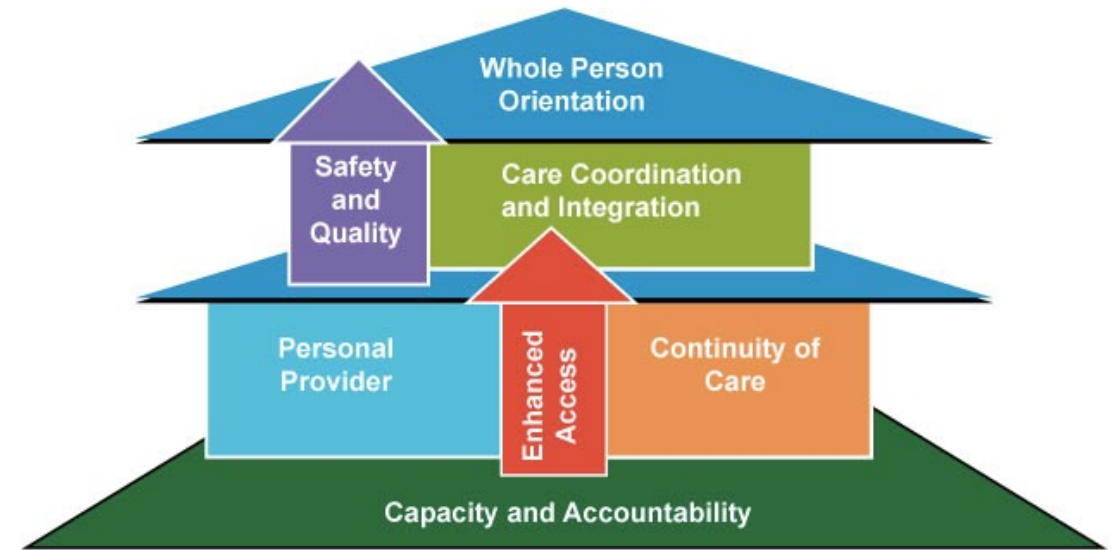 Whole Person
Orientation
Safety
and
Quality
Care Coordination
and Integration
Personal
Provider
Enhanced
Access
Continuity of
Care
Capacity and Accountability